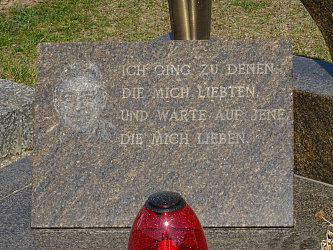 ICH GING ZU DENEN,
DIE MICH LIEBTEN,
UND WARTE AUF JENE,
DIE MICH LIEBEN.